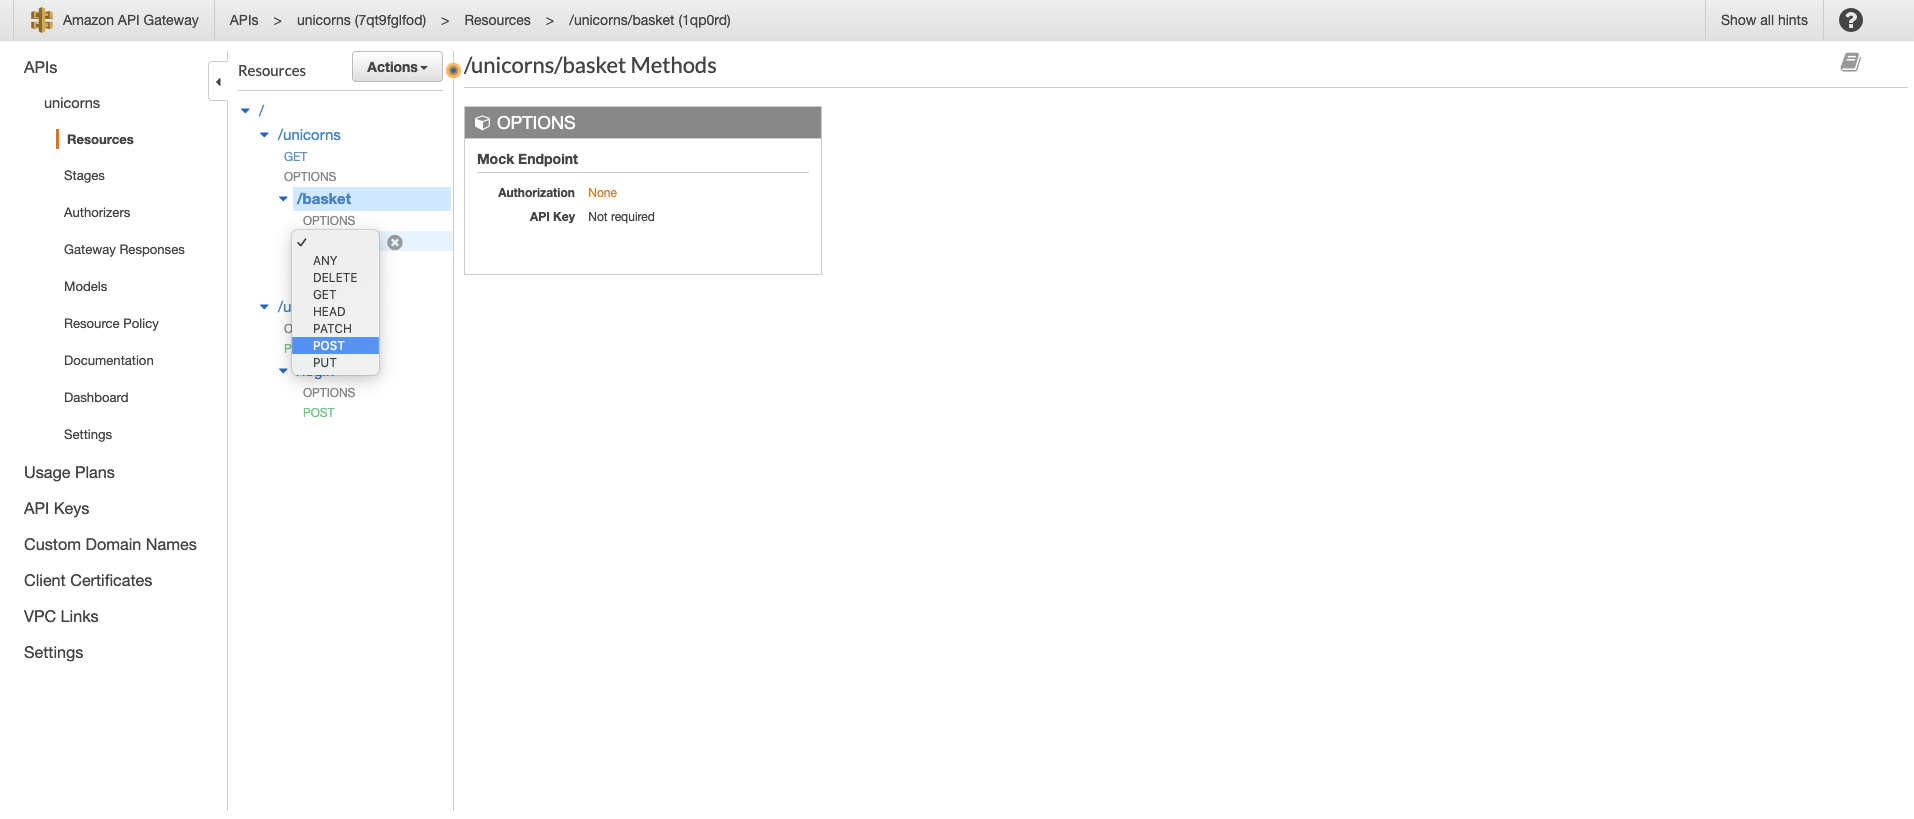 Amazon API Gateway APIs > unicorns (7qt9fglfod) > Resources > /unicorns/basket (1qp0rd) Show all hints ?
APIs
unicorns
Resources
Stages
Authorizers
Gateway Responses
Models
Resource Policy
Documentation
Dashboard
Settings
Usage Plans
API Keys
Custom Domain Names
Client Certificates
VPC Links
Settings
Resources Actions
/
/unicorns
GET
OPTIONS
/basket
OPTIONS
ANY
DELETE
GET
HEAD
PATCH
POST
PUT
OPTIONS
POST
/unicorns/basket Methods
OPTIONS
Mock Endpoint
Authorization None
API Key Not required